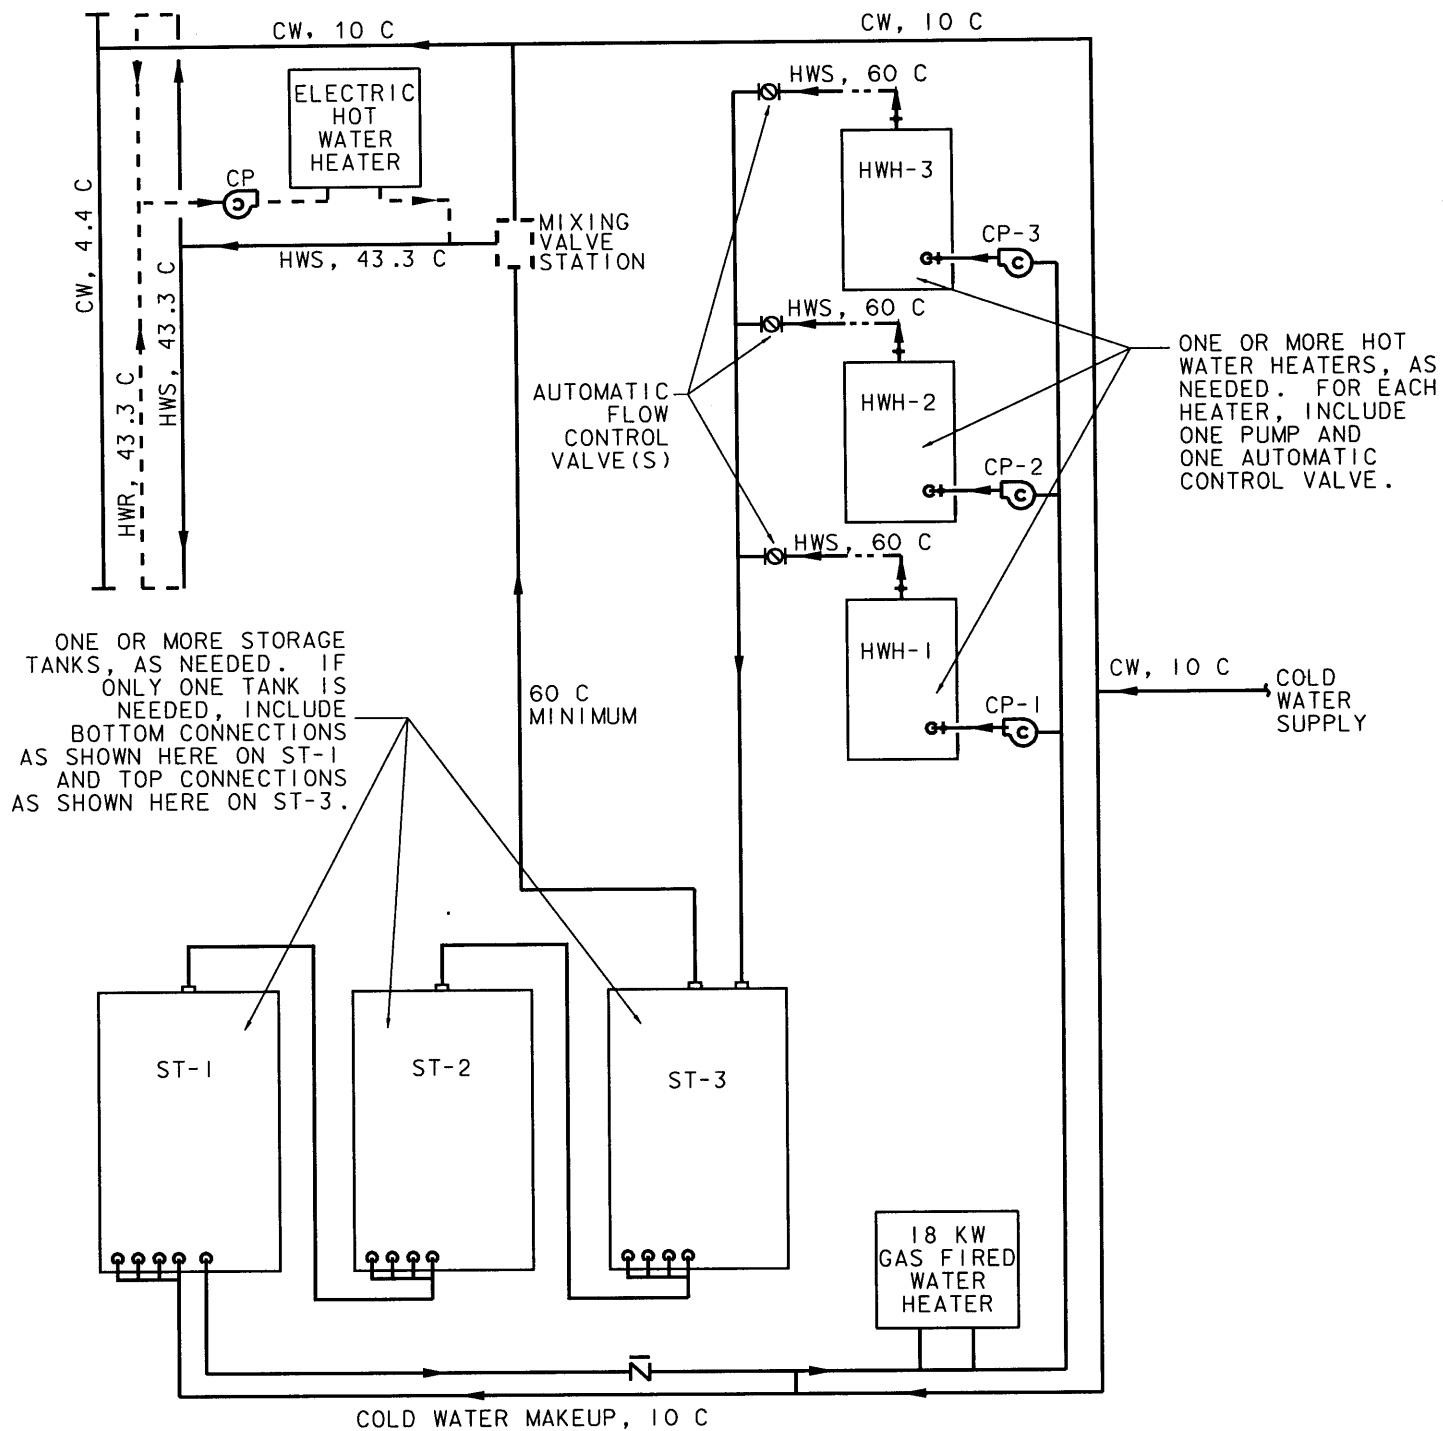 CW, 10 C
CW, 10 C
HWS, 60 C
ELECTRIC
HOT
WATER
HEATER
HWH-3
CP
CW, 4.4 C
MIXING
VALVE
STATION
CP-3
HWS, 43.3 C
HWS, 43.3 C
HWR, 43.3 C
HWS, 60 C
ONE OR MORE HOT
WATER HEATERS, AS
NEEDED. FOR EACH
HEATER, INCLUDE
ONE PUMP AND
ONE AUTOMATIC
CONTROL VALVE.
AUTOMATIC
FLOW
CONTROL
VALVE(S)
HWH-2
CP-2
HWS, 60 C
ONE OR MORE STORAGE
TANKS, AS NEEDED. IF
ONLY ONE TANK IS
NEEDED, INCLUDE
BOTTOM CONNECTIONS
AS SHOWN HERE ON ST-1
AND TOP CONNECTIONS
AS SHOWN HERE ON ST-3.
60 C
MINIMUM
HWH-1
CP-1
CW, 10 C
COLD
WATER
SUPPLY
ST-1
ST-2
ST-3
18 KW
GAS FIRED
WATER
HEATER
COLD WATER MAKEUP, 10 C
C
C
C
C